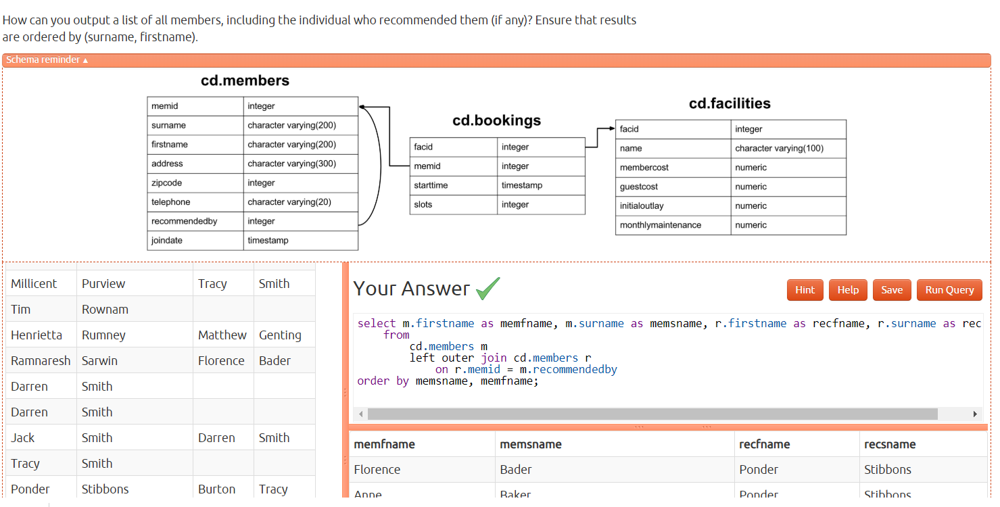 How can you output a list of all members, including the individual who recommended them (if any)? Ensure that results
are ordered by (surname, firstname).
Schema reminder ▲
cd.members
memid integer
surname character varying(200)
firstname character varying(200)
address character varying(300)
zipcode integer
telephone character varying(20)
recommendedby integer
joindate timestamp
cd.bookings
facid integer
memid integer
starttime timestamp
slots integer
cd.facilities
facid integer
name character varying(100)
membercost numeric
guestcost numeric
initialoutlay numeric
monthlymaintenance numeric
Millicent Purview Tracy Smith
Tim Rownam
Henrietta Rumney Matthew Genting
Ramnaresh Sarwin Florence Bader
Darren Smith
Darren Smith
Jack Smith Darren Smith
Tracy Smith
Ponder Stibbons Burton Tracy
Your Answer
Hint Help Save Run Query
select m.firstname as memfname, m.surname as memsname, r.firstname as recfname, r.surname as rec
from
cd.members m
left outer join cd.members r
on r.memid = m.recommendedby
order by memsname, memfname;
memfname memsname recfname recsname
Florence Bader Ponder Stibbons
Anne Baker Ponder Stibbons